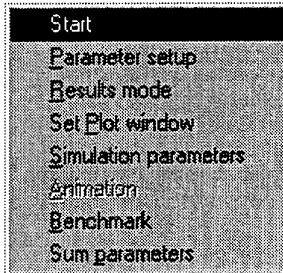 Start
Parameter setup
Results mode
Set Plot window
Simulation parameters
Animation
Benchmark
Sum parameters